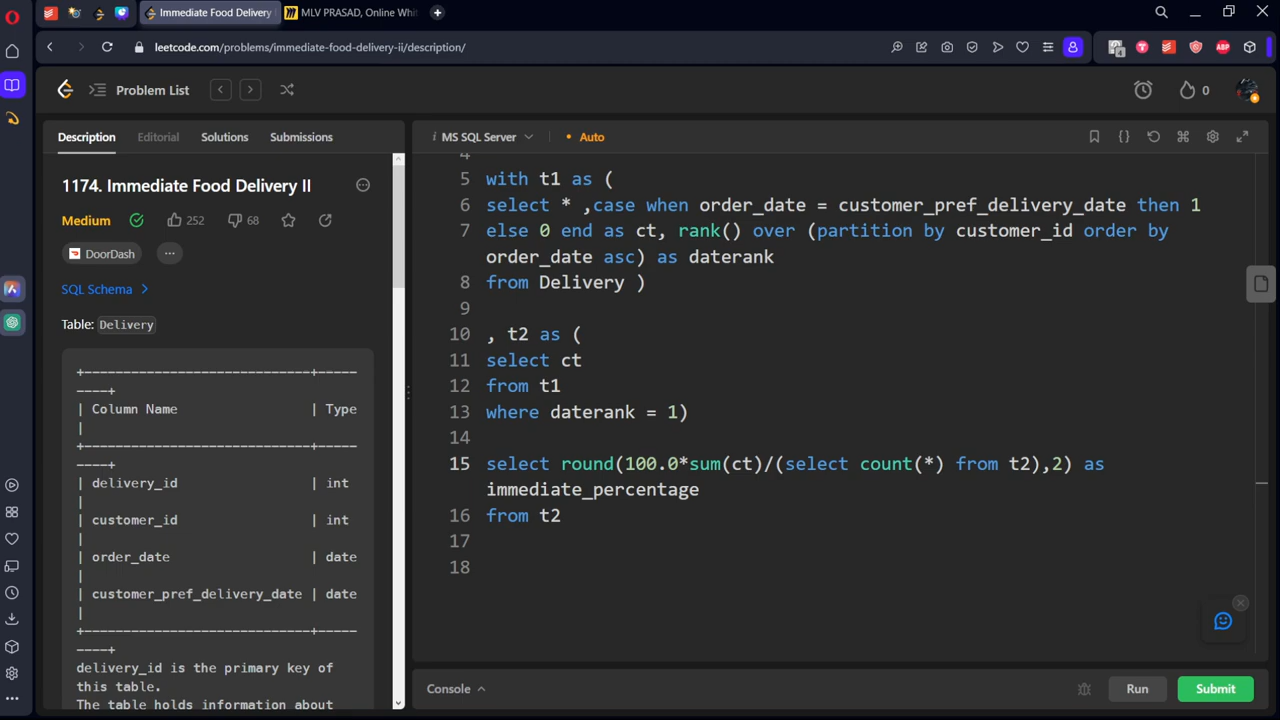 Immediate Food Delivery
MLV PRASAD, Online Whit
leetcode.com/problems/immediate-food-delivery-ii/description/
Problem List
0
Description
Editorial
Solutions
Submissions
1174. Immediate Food Delivery II
Medium
252
68
DoorDash
SQL Schema
Table: Delivery
+-----------------------------+-----
----+
| Column Name | Type
|
+-----------------------------+-----
----+
| delivery_id | int
|
| customer_id | int
|
| order_date | date
|
| customer_pref_delivery_date | date
|
+-----------------------------+-----
----+
delivery_id is the primary key of
this table.
The table holds information about
i MS SQL Server
• Auto
4
5 with t1 as (
6 select * ,case when order_date = customer_pref_delivery_date then 1
7 else 0 end as ct, rank() over (partition by customer_id order by
order_date asc) as daterank
8 from Delivery )
9
10 , t2 as (
11 select ct
12 from t1
13 where daterank = 1)
14
15 select round(100.0*sum(ct)/(select count(*) from t2),2) as
immediate_percentage
16 from t2
17
18
Console
Run
Submit